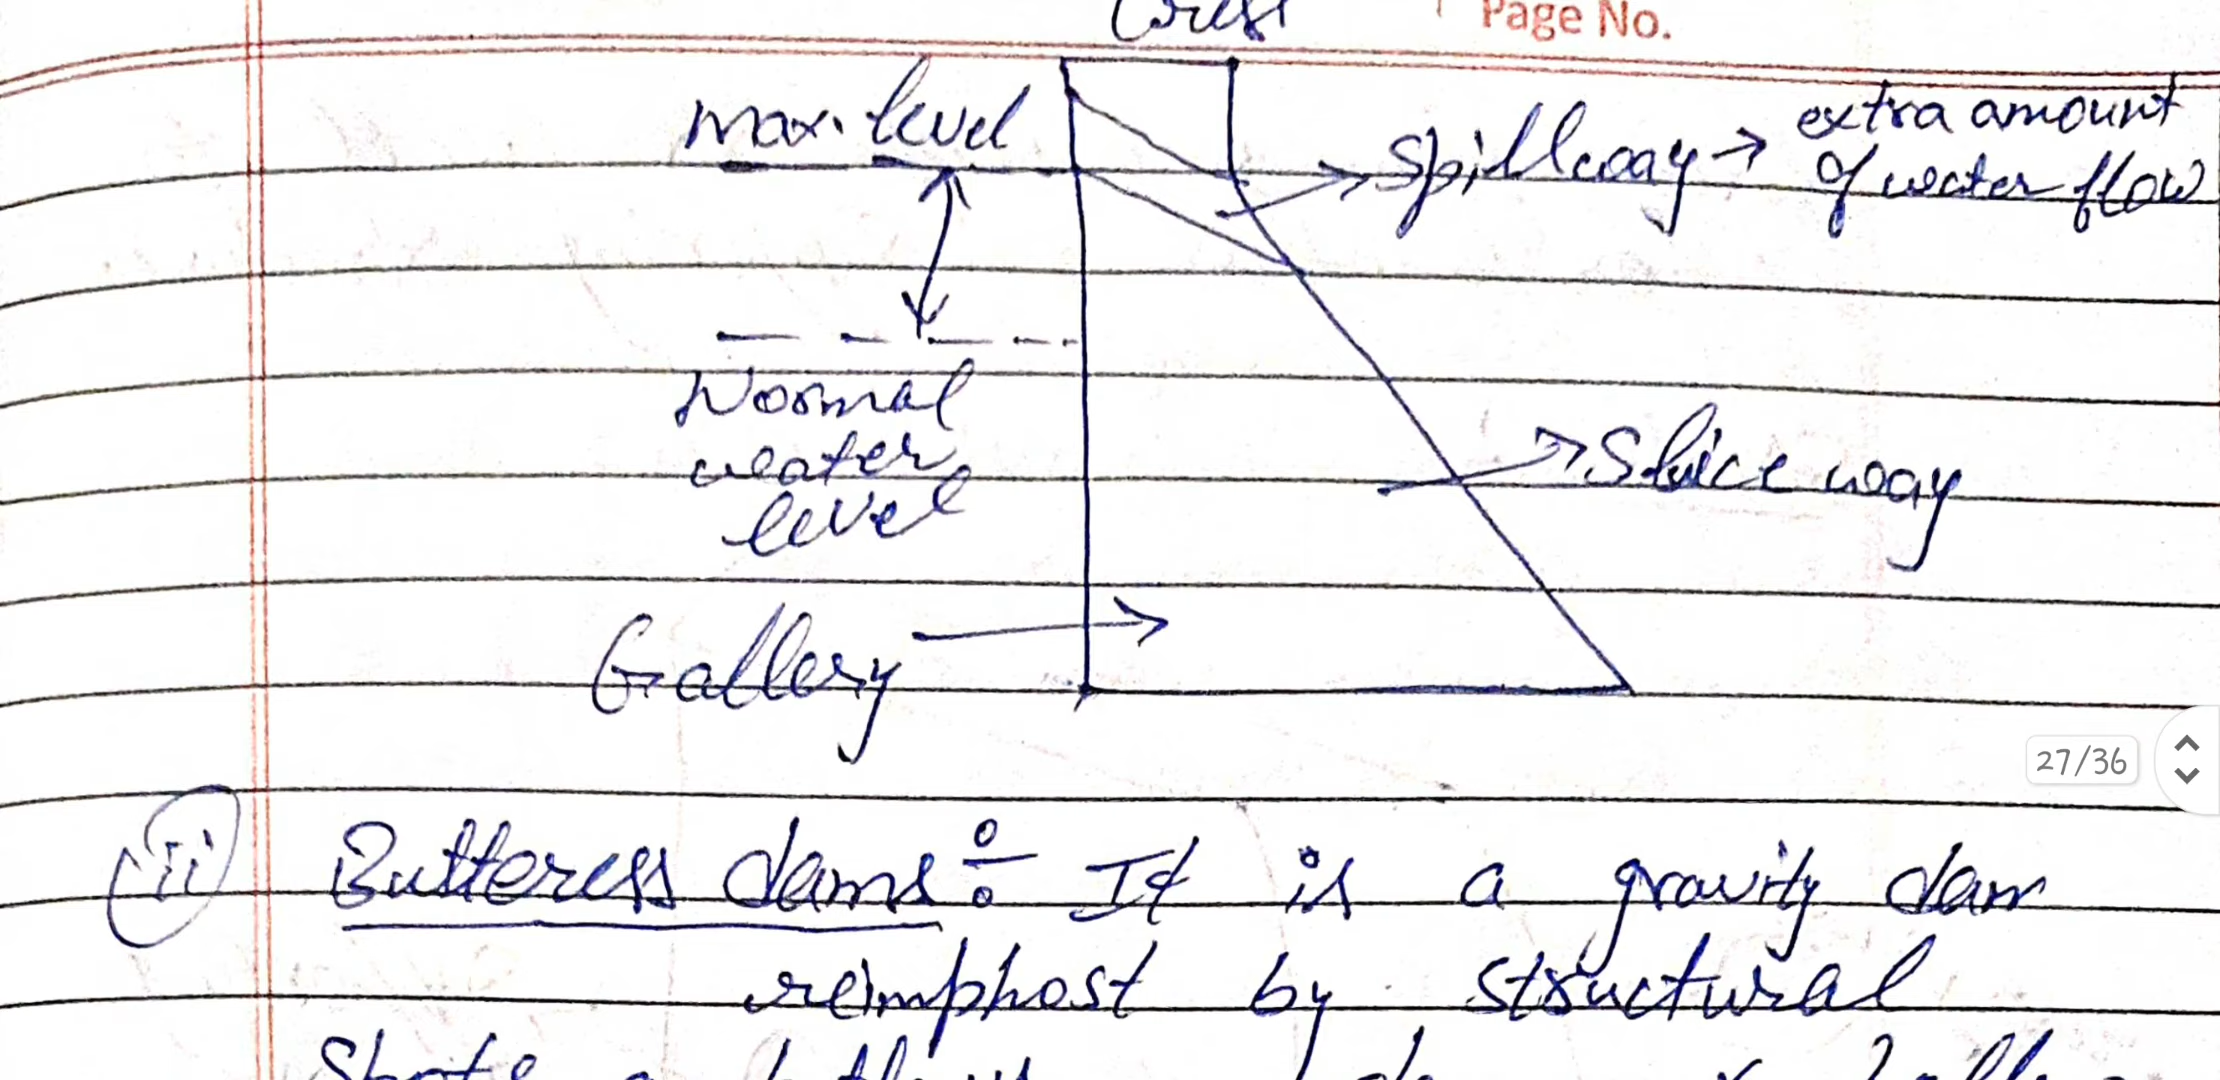 Crest
Page No.
max. level
Spillway → extra amount
of water flow
Normal
water
level
Sluice way
Gallery
27/36
(ii) Butteress dams ÷ It is a gravity dam
by structural